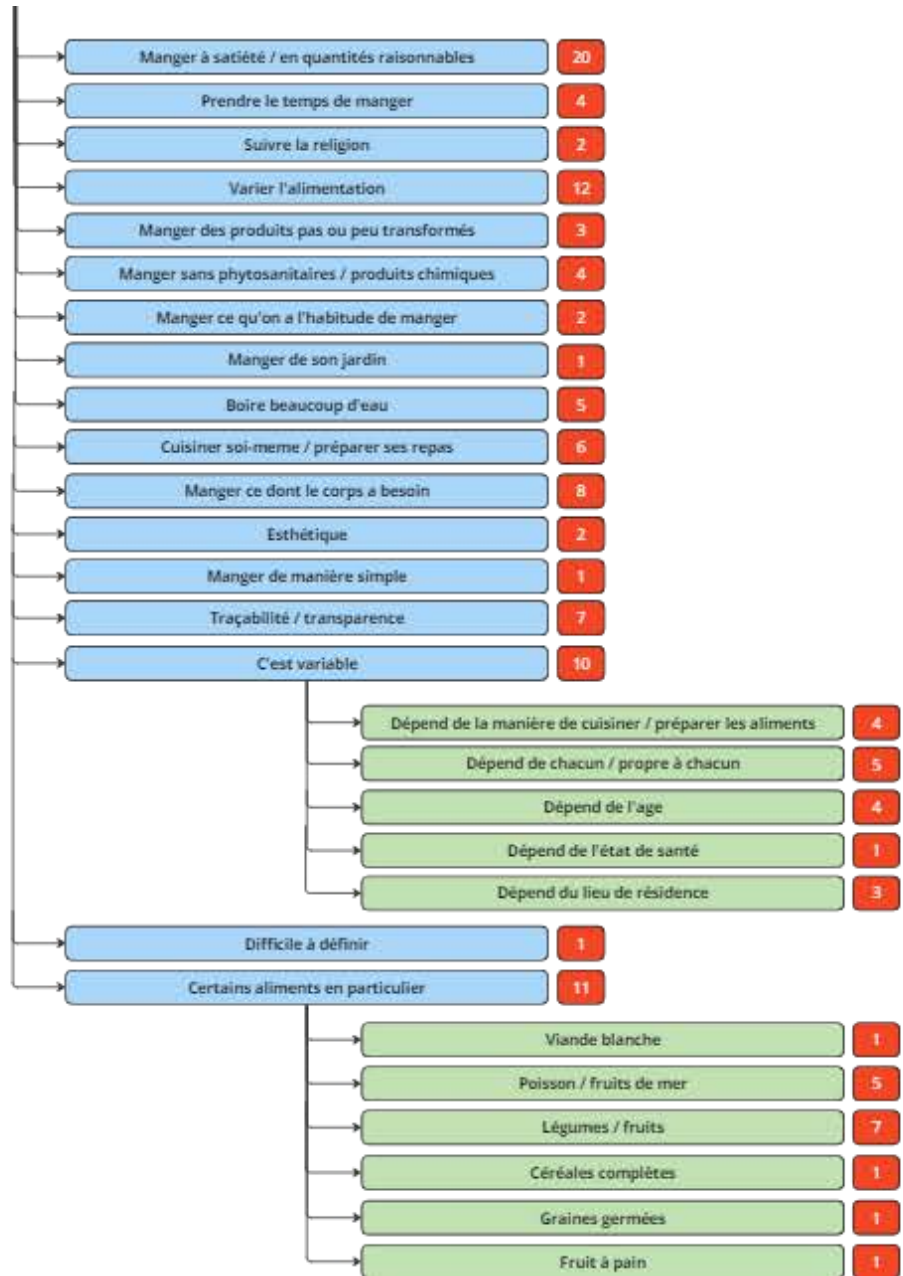 Manger à satiété / en quantités raisonnables 20
Prendre le temps de manger 4
Suivre la religion 2
Varier l'alimentation 12
Manger des produits pas ou peu transformés 3
Manger sans phytosanitaires / produits chimiques 4
Manger ce qu'on a l'habitude de manger 2
Manger de son jardin 1
Boire beaucoup d'eau 5
Cuisiner soi-meme / préparer ses repas 6
Manger ce dont le corps a besoin 8
Esthétique 2
Manger de manière simple 1
Traçabilité / transparence 7
C'est variable 10
Dépend de la manière de cuisiner / préparer les aliments 4
Dépend de chacun / propre à chacun 5
Dépend de l'age 4
Dépend de l'état de santé 1
Dépend du lieu de résidence 3
Difficile à définir 1
Certains aliments en particulier 11
Viande blanche 1
Poisson / fruits de mer 5
Légumes / fruits 7
Céréales complètes 1
Graines germées 1
Fruit à pain 1